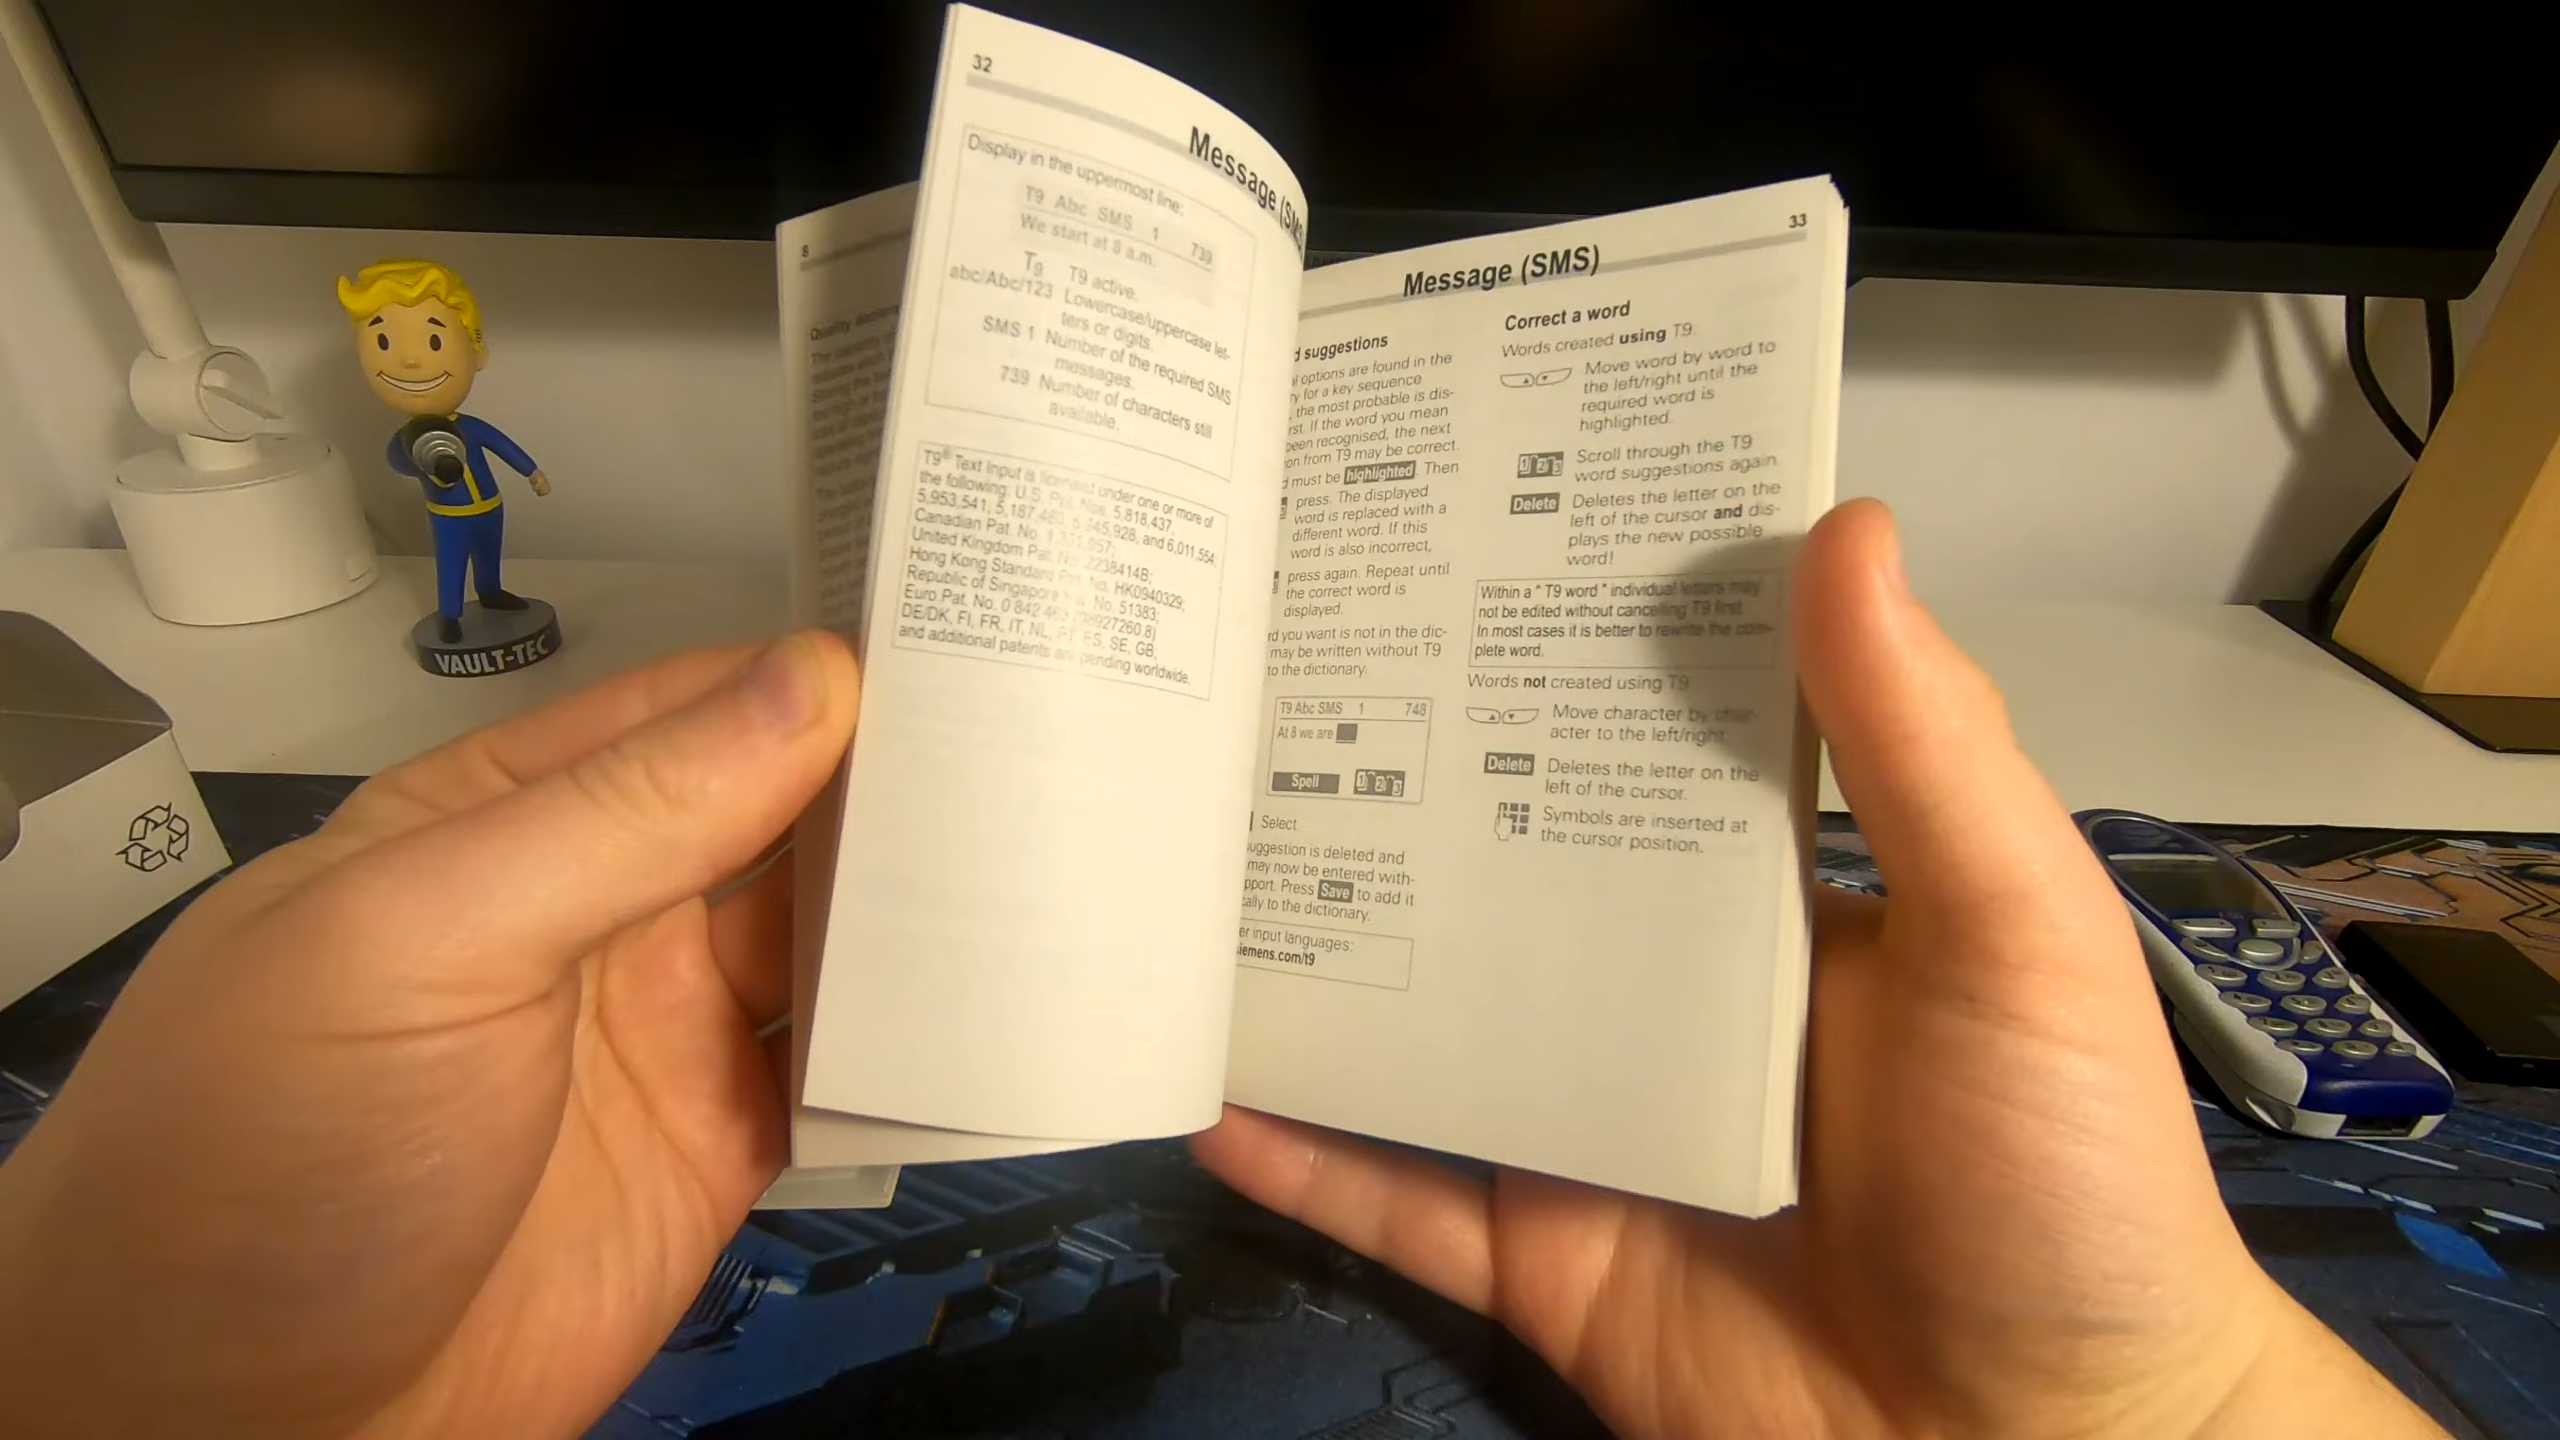 32
Message (SMS
Display in the uppermost line:
T9 Abc SMS 1 739
We start at 8 a.m.
T9 T9 active.
abc/Abc/123 Lowercase/uppercase let-
ters or digits.
SMS 1 Number of the required SMS
messages.
739 Number of characters still
available.
T9® Text Input is licensed under one or more of
the following: U.S. Pat. Nos. 5,818,437,
5,953,541, and 6,011,554;
Canadian Pat. No.
United Kingdom Pat. No. 2238414B;
Hong Kong Standard Pat. No. HK0940329;
Republic of Singapore No. 51383;
Euro Pat. No. 0 842
DE/DK, FI, FR, IT, NL, ES, SE, GB;
and additional patents are pending worldwide.
8
33
Message (SMS)
d suggestions
l options are found in the
ry for a key sequence
, the most probable is dis-
rst. If the word you mean
been recognised, the next
on from T9 may be correct.
d must be highlighted. Then
press. The displayed
word is replaced with a
different word. If this
word is also incorrect,
press again. Repeat until
the correct word is
displayed.
rd you want is not in the dic-
may be written without T9
to the dictionary.
T9 Abc SMS 1 748
At 8 we are
Spell 1 2 3
Select
uggestion is deleted and
may now be entered with-
pport. Press Save to add it
cally to the dictionary.
er input languages:
siemens.com/t9
Correct a word
Words created using T9
Move word by word to
the left/right until the
required word is
highlighted.
1 2 3 Scroll through the T9
word suggestions again.
Delete Deletes the letter on the
left of the cursor and dis-
plays the new possible
word!
Within a " T9 word " individual letters may
not be edited without cancelling T9 first.
In most cases it is better to rewrite the com-
plete word.
Words not created using T9
Move character by char-
acter to the left/right.
Delete Deletes the letter on the
left of the cursor.
Symbols are inserted at
the cursor position.
VAULT-TEC